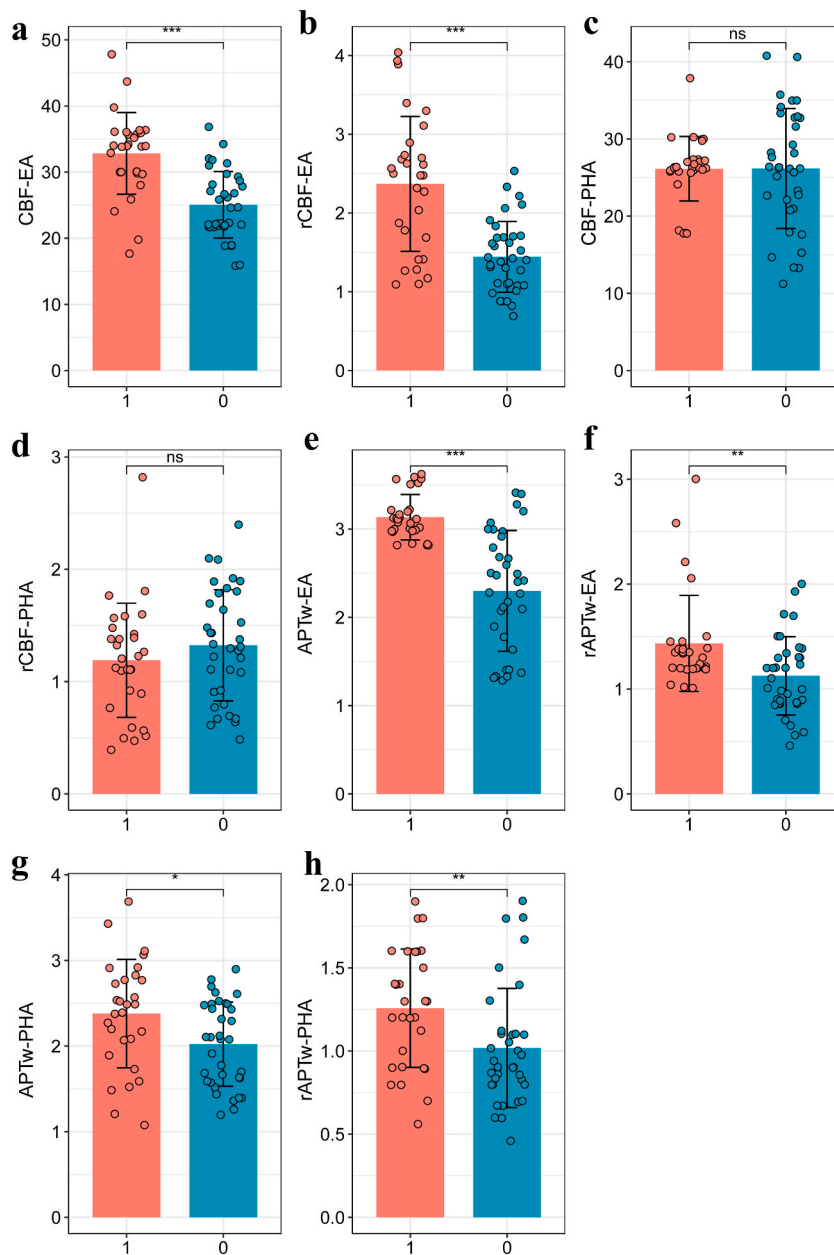 a
***
50
40
30
20
10
0
CBF-EA
1 0
b
***
4
3
2
1
0
rCBF-EA
1 0
c
ns
40
30
20
10
0
CBF-PHA
1 0
d
ns
3
2
1
0
rCBF-PHA
1 0
e
***
3
2
1
0
APTw-EA
1 0
f
**
3
2
1
0
rAPTw-EA
1 0
g
*
4
3
2
1
0
APTw-PHA
1 0
h
**
2.0
1.5
1.0
0.5
0.0
rAPTw-PHA
1 0